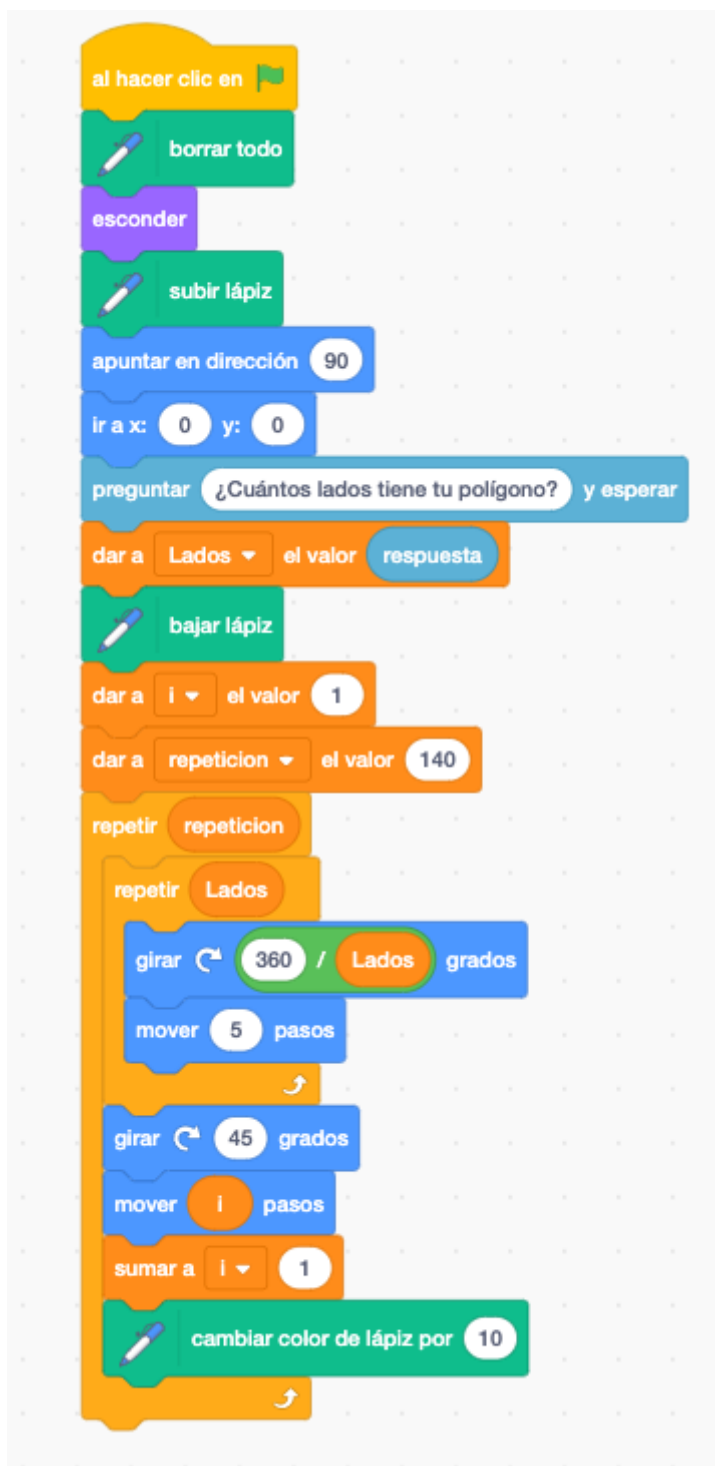 al hacer clic en
borrar todo
esconder
subir lápiz
apuntar en dirección 90
ir a x: 0 y: 0
preguntar ¿Cuántos lados tiene tu polígono? y esperar
dar a Lados el valor respuesta
bajar lápiz
dar a i el valor 1
dar a repeticion el valor 140
repetir repeticion
repetir Lados
girar 360 / Lados grados
mover 5 pasos
girar 45 grados
mover i pasos
sumar a i 1
cambiar color de lápiz por 10